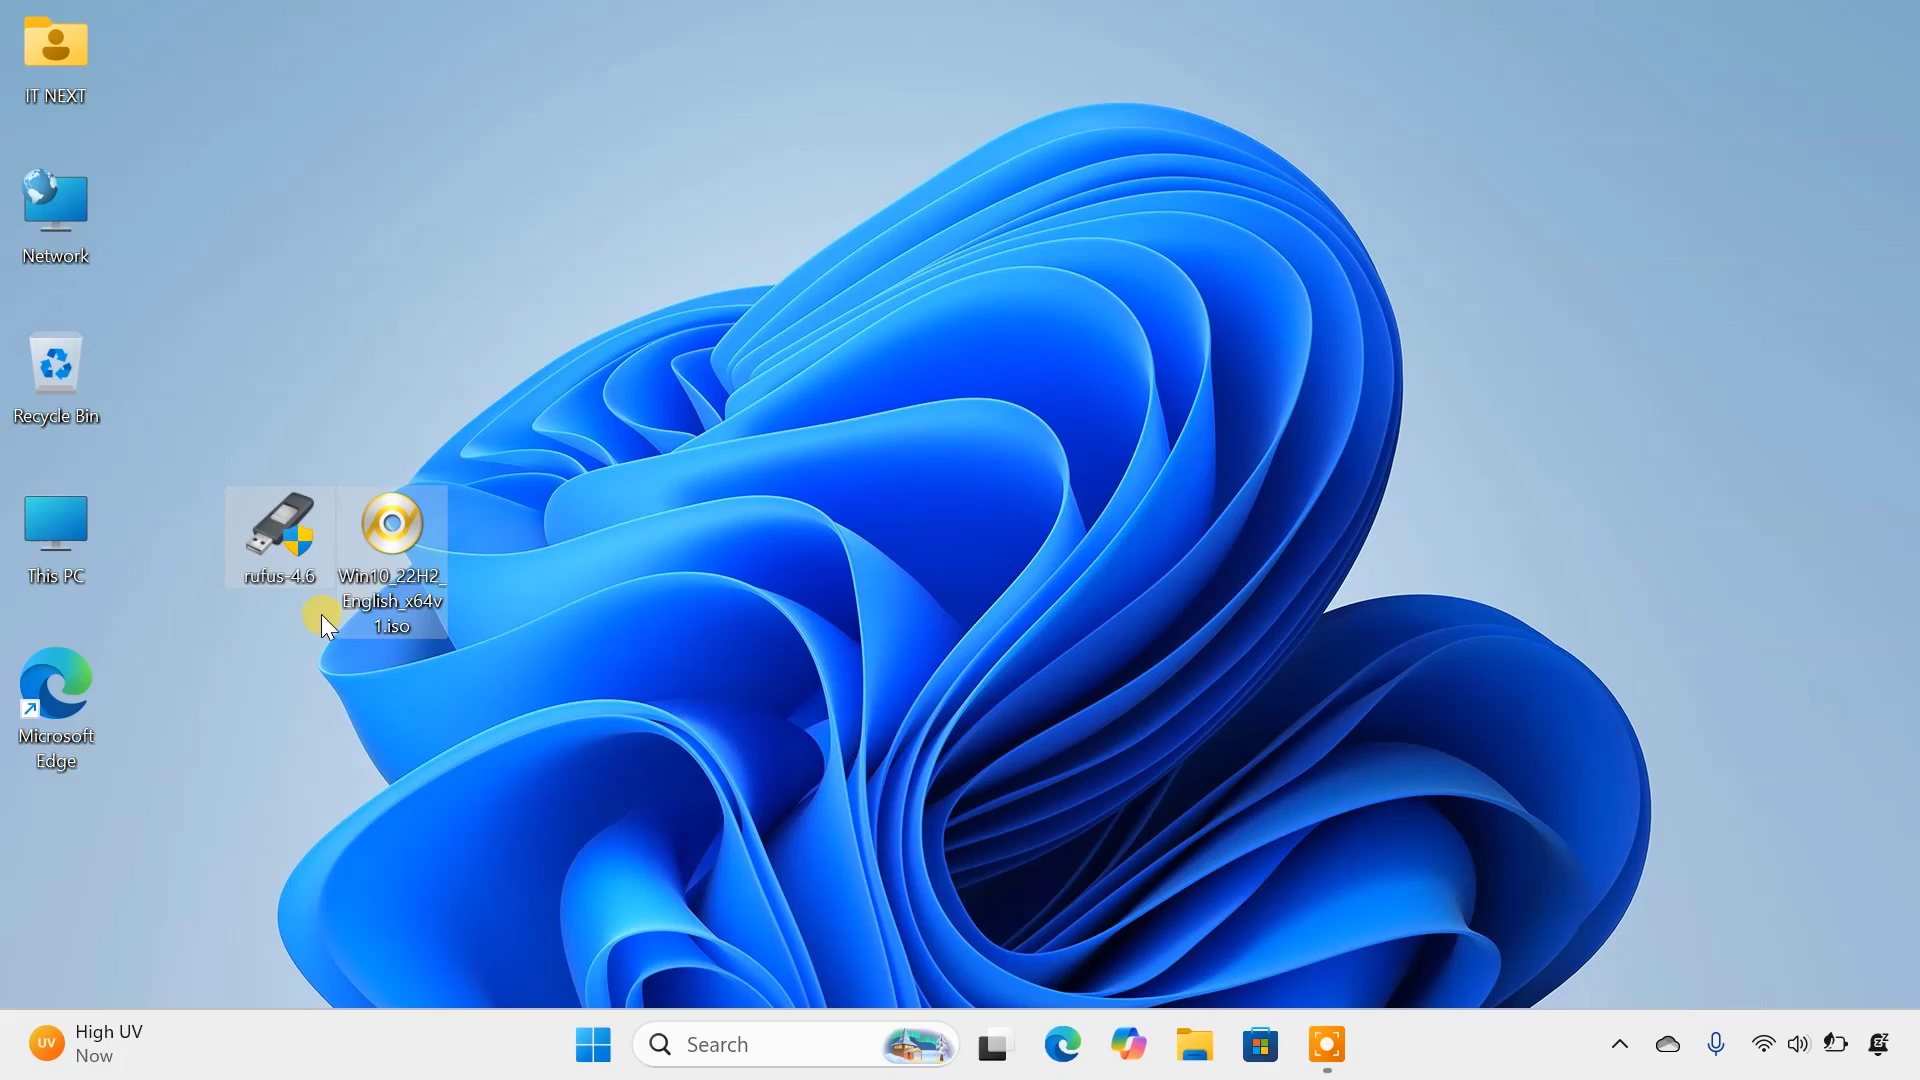 IT NEXT
Network
Recycle Bin
This PC
rufus-4.6
Win10_22H2_
English_x64v
1.iso
Microsoft
Edge
UV
High UV
Now
Search